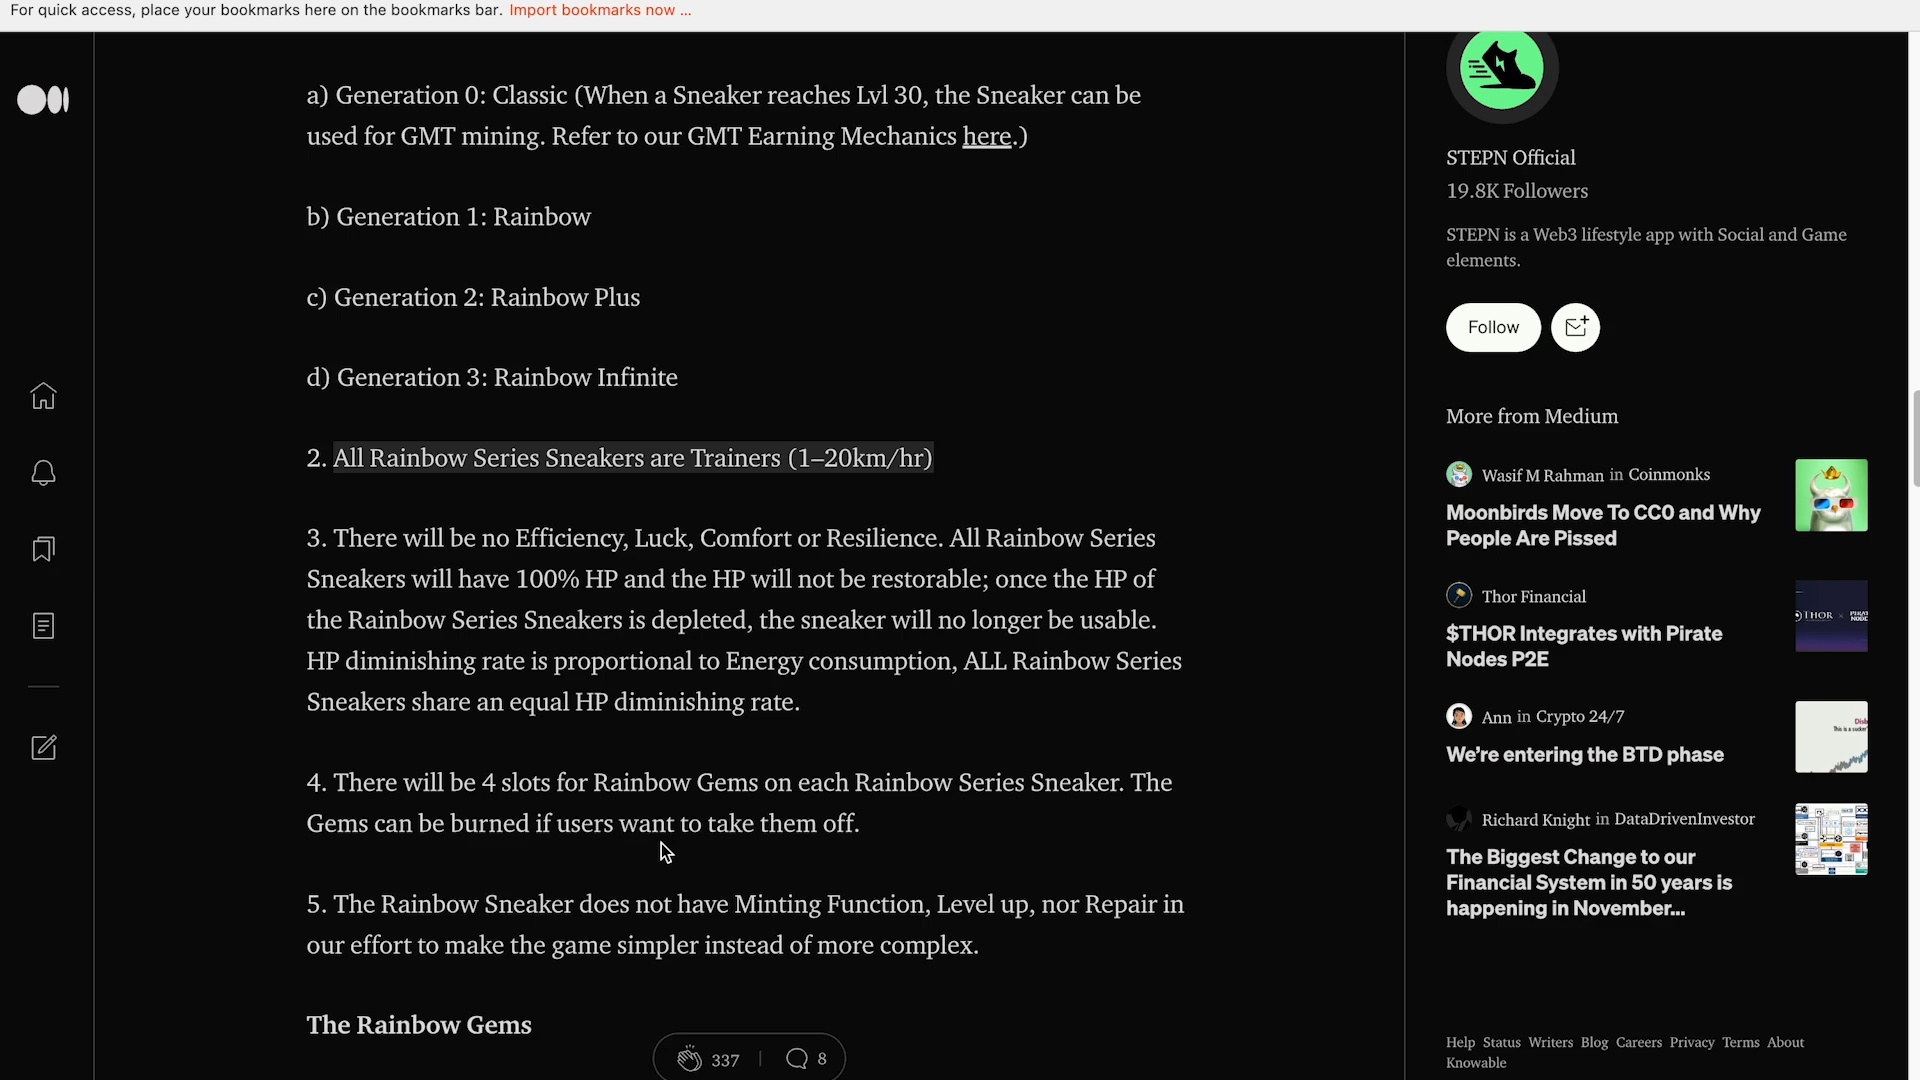 For quick access, place your bookmarks here on the bookmarks bar. Import bookmarks now ...
a) Generation 0: Classic (When a Sneaker reaches Lvl 30, the Sneaker can be
used for GMT mining. Refer to our GMT Earning Mechanics here.)
b) Generation 1: Rainbow
c) Generation 2: Rainbow Plus
d) Generation 3: Rainbow Infinite
2. All Rainbow Series Sneakers are Trainers (1–20km/hr)
3. There will be no Efficiency, Luck, Comfort or Resilience. All Rainbow Series
Sneakers will have 100% HP and the HP will not be restorable; once the HP of
the Rainbow Series Sneakers is depleted, the sneaker will no longer be usable.
HP diminishing rate is proportional to Energy consumption, ALL Rainbow Series
Sneakers share an equal HP diminishing rate.
4. There will be 4 slots for Rainbow Gems on each Rainbow Series Sneaker. The
Gems can be burned if users want to take them off.
5. The Rainbow Sneaker does not have Minting Function, Level up, nor Repair in
our effort to make the game simpler instead of more complex.
The Rainbow Gems
337 8
STEPN Official
19.8K Followers
STEPN is a Web3 lifestyle app with Social and Game
elements.
Follow
More from Medium
Wasif M Rahman in Coinmonks
Moonbirds Move To CC0 and Why
People Are Pissed
Thor Financial
$THOR Integrates with Pirate
Nodes P2E
THOR
Ann in Crypto 24/7
We're entering the BTD phase
Richard Knight in DataDrivenInvestor
The Biggest Change to our
Financial System in 50 years is
happening in November...
Help Status Writers Blog Careers Privacy Terms About
Knowable